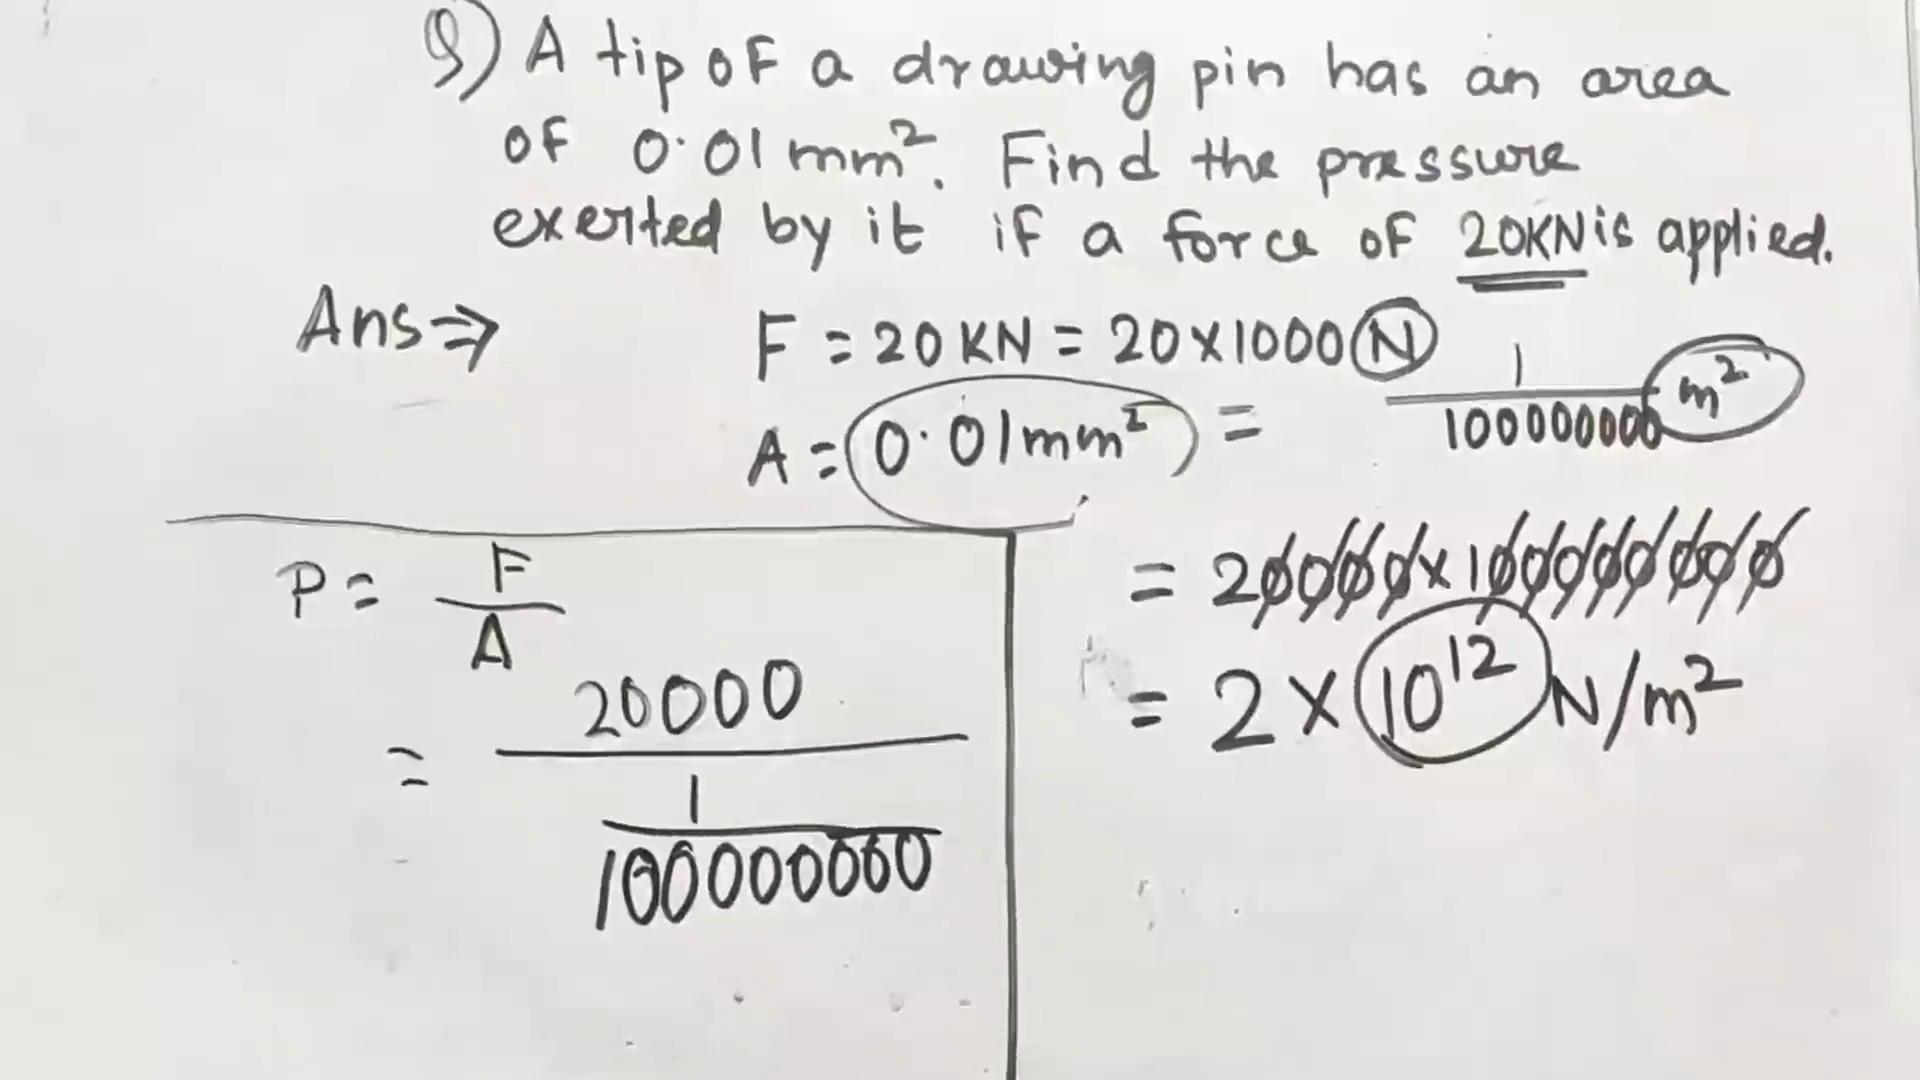 Q) A tip of a drawing pin has an area
of 0.01 mm². Find the pressure
exerted by it if a force of 20KN is applied.
Ans ⇒ F = 20 KN = 20 x 1000 N
A = 0.01 mm² = 1/100000000 m²
P = F/A
= 20000 / (1/100000000)
= 20000 x 100000000
= 2 x 10¹² N/m²